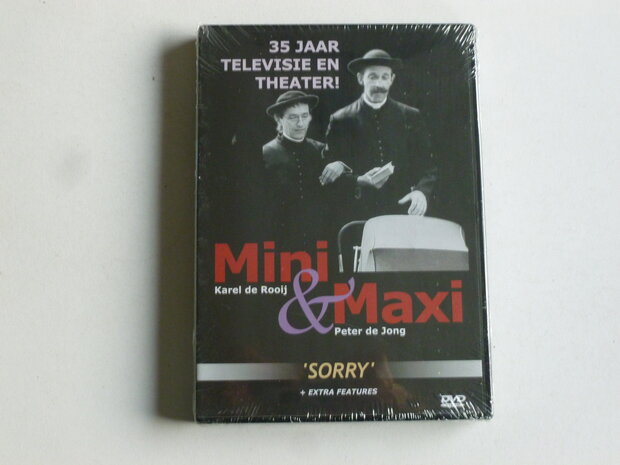 35 JAAR
TELEVISIE EN
THEATER!
Mini
Karel de Rooij
&
Maxi
Peter de Jong
'SORRY'
+ EXTRA FEATURES
DVD